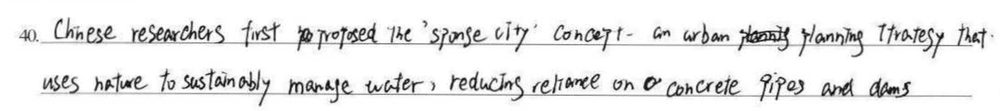 40. Chinese researchers first proposed the 'sponge city' concept - an urban planning strategy that
uses nature to sustainably manage water, reducing reliance on concrete pipes and dams